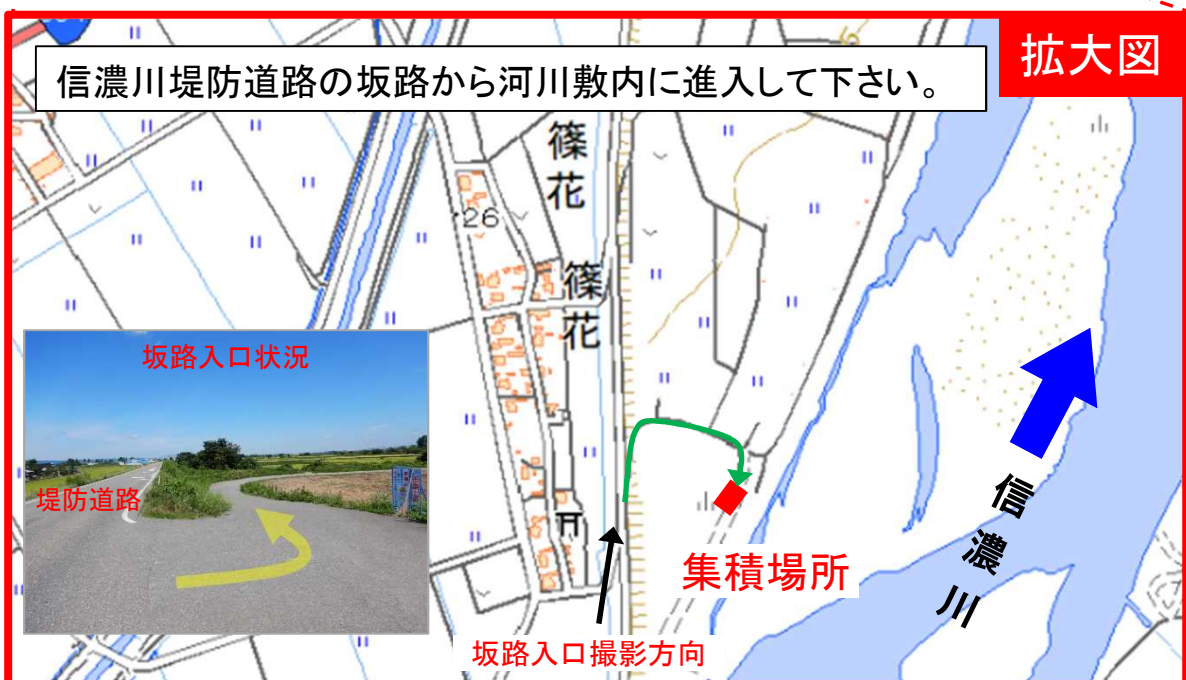 拡大図
信濃川堤防道路の坂路から河川敷内に進入して下さい。
篠花
26
篠花
坂路入口状況
堤防道路
集積場所
信濃川
坂路入口撮影方向